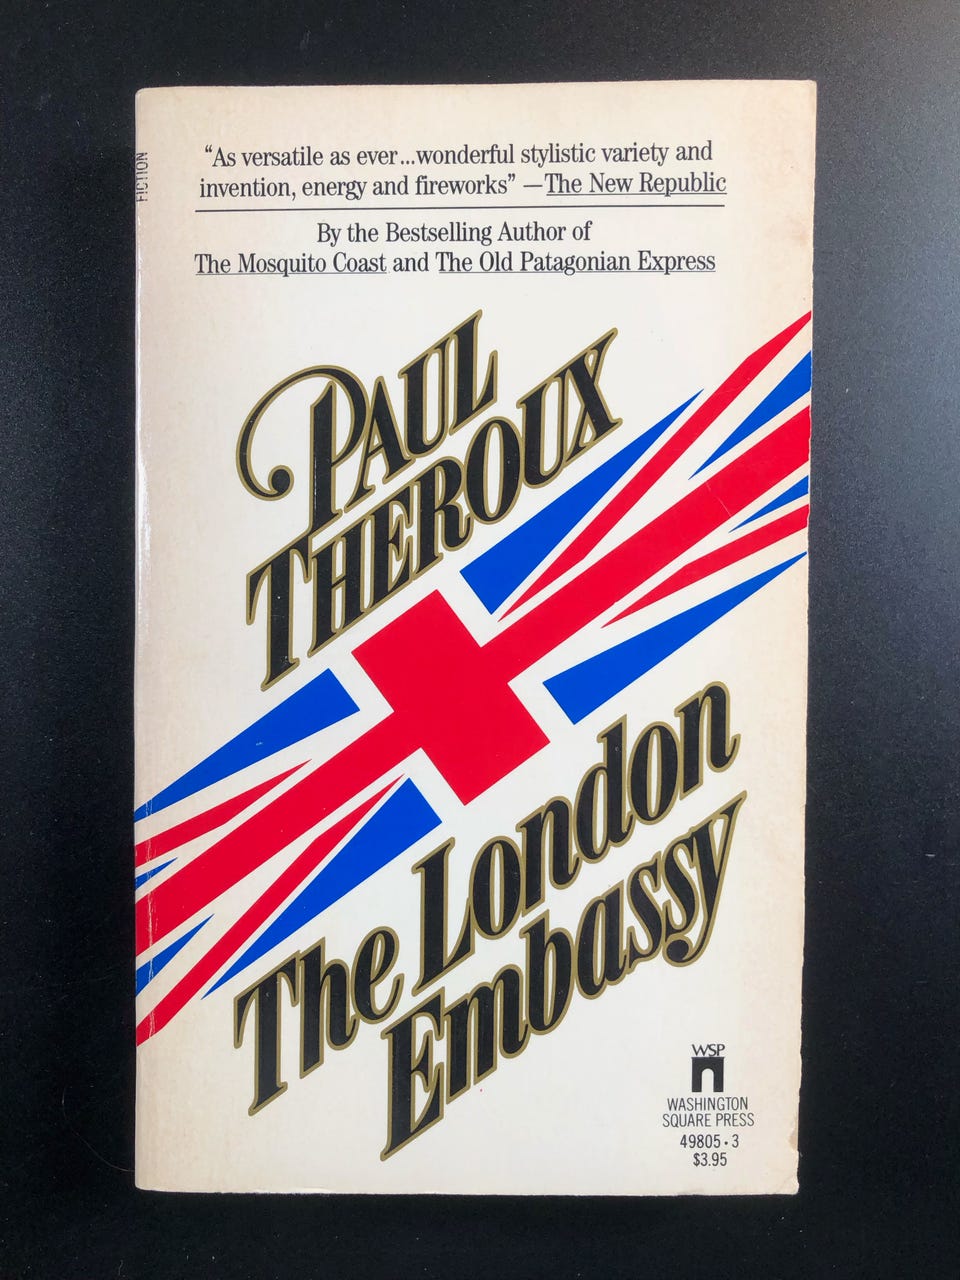 "As versatile as ever...wonderful stylistic variety and
invention, energy and fireworks" —The New Republic
By the Bestselling Author of
The Mosquito Coast and The Old Patagonian Express
FICTION
PAUL
THEROUX
The London
Embassy
WSP
WASHINGTON
SQUARE PRESS
49805·3
$3.95